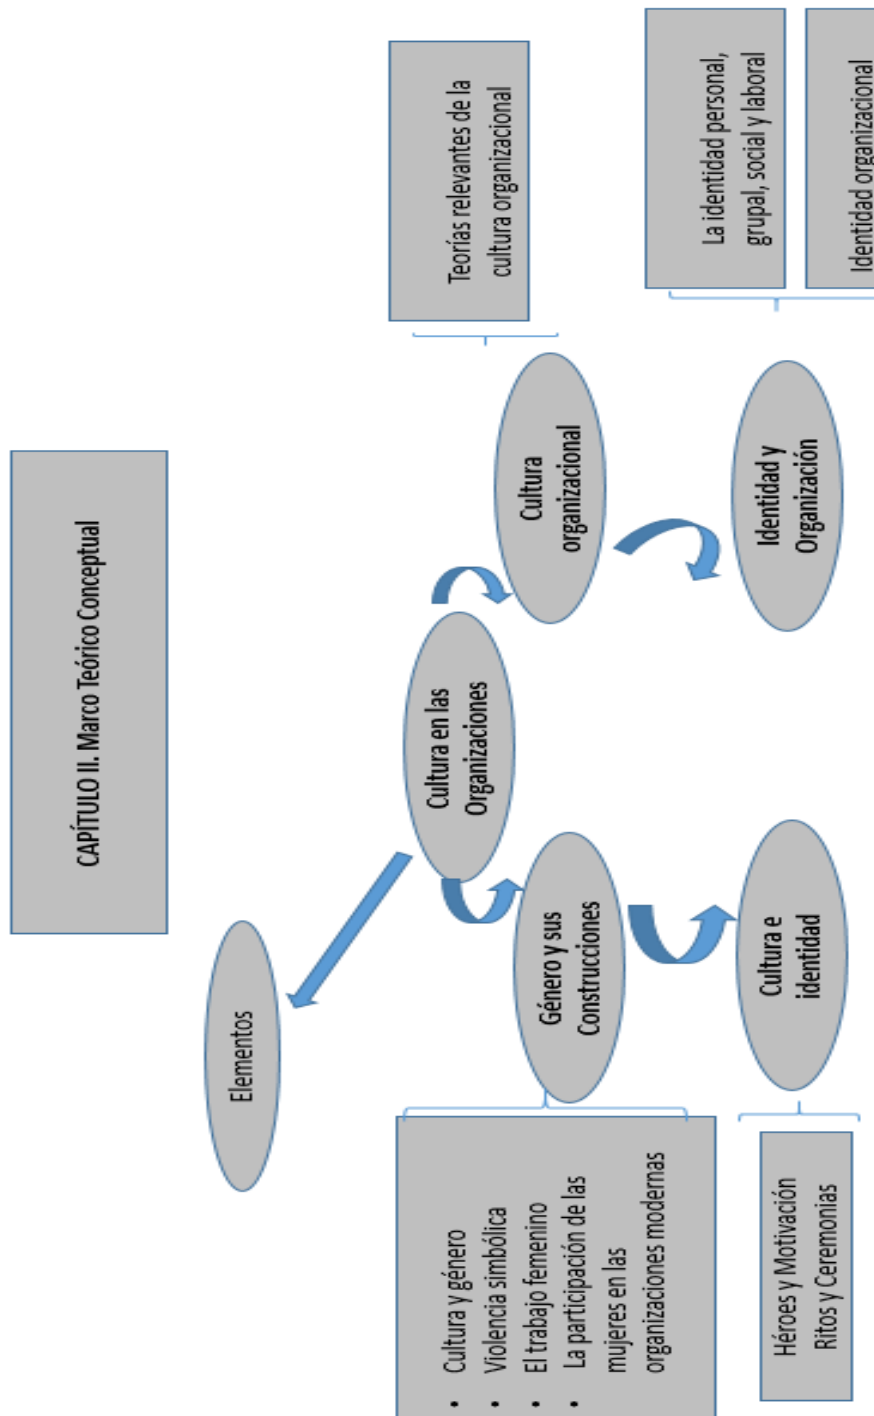 CAPÍTULO II. Marco Teórico Conceptual
Elementos
Cultura en las
Organizaciones
• Cultura y género
• Violencia simbólica
• El trabajo femenino
• La participación de las
mujeres en las
organizaciones modernas
Género y sus
Construcciones
Cultura
organizacional
Teorías relevantes de la
cultura organizacional
Héroes y Motivación
Ritos y Ceremonias
Cultura e
identidad
Identidad y
Organización
La identidad personal,
grupal, social y laboral
Identidad organizacional